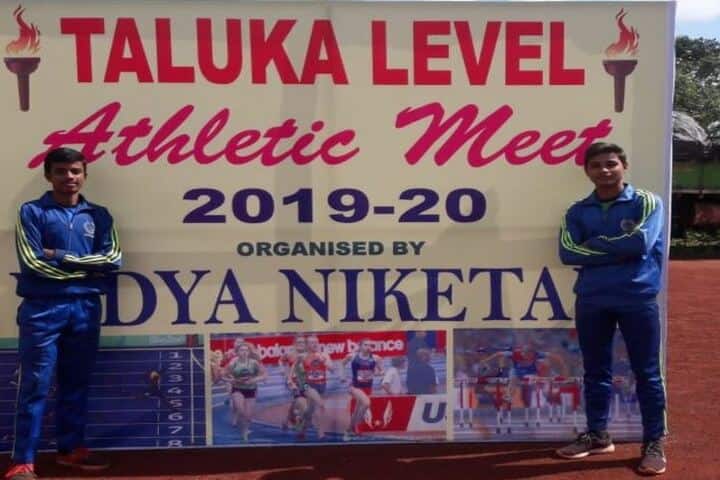 TALUKA LEVEL
Athletic Meet
2019-20
ORGANISED BY
DYA NIKETA
balance
new balance
1
2
3
4
5
6
7
8
U